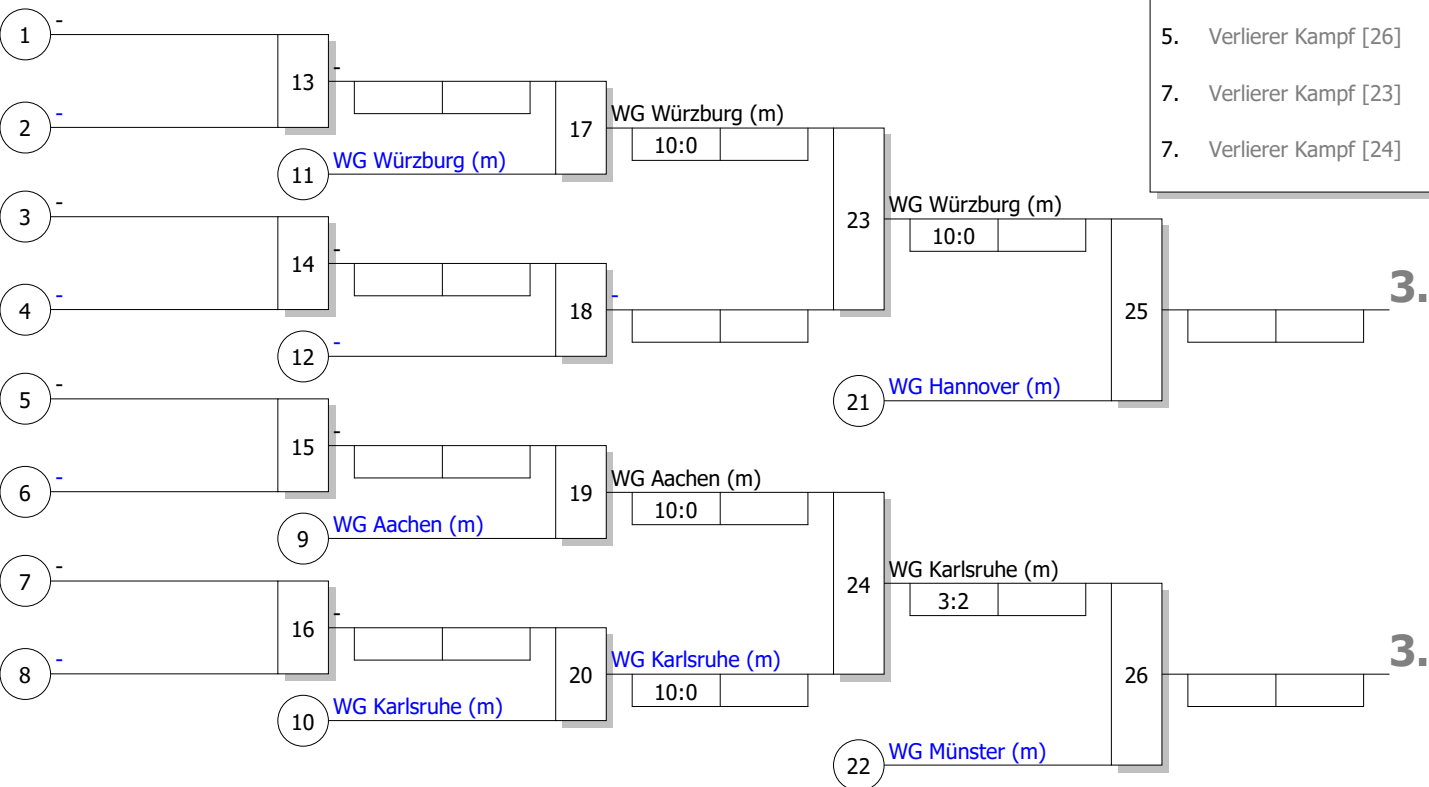 1 -
2 -
13 -
11 WG Würzburg (m)
17 WG Würzburg (m)
10:0
3 -
4 -
14 -
12 -
18 -
23 WG Würzburg (m)
10:0
21 WG Hannover (m)
25
3.
5 -
6 -
15 -
9 WG Aachen (m)
19 WG Aachen (m)
10:0
7 -
8 -
16 -
10 WG Karlsruhe (m)
20 WG Karlsruhe (m)
10:0
24 WG Karlsruhe (m)
3:2
22 WG Münster (m)
26
3.
5. Verlierer Kampf [26]
7. Verlierer Kampf [23]
7. Verlierer Kampf [24]